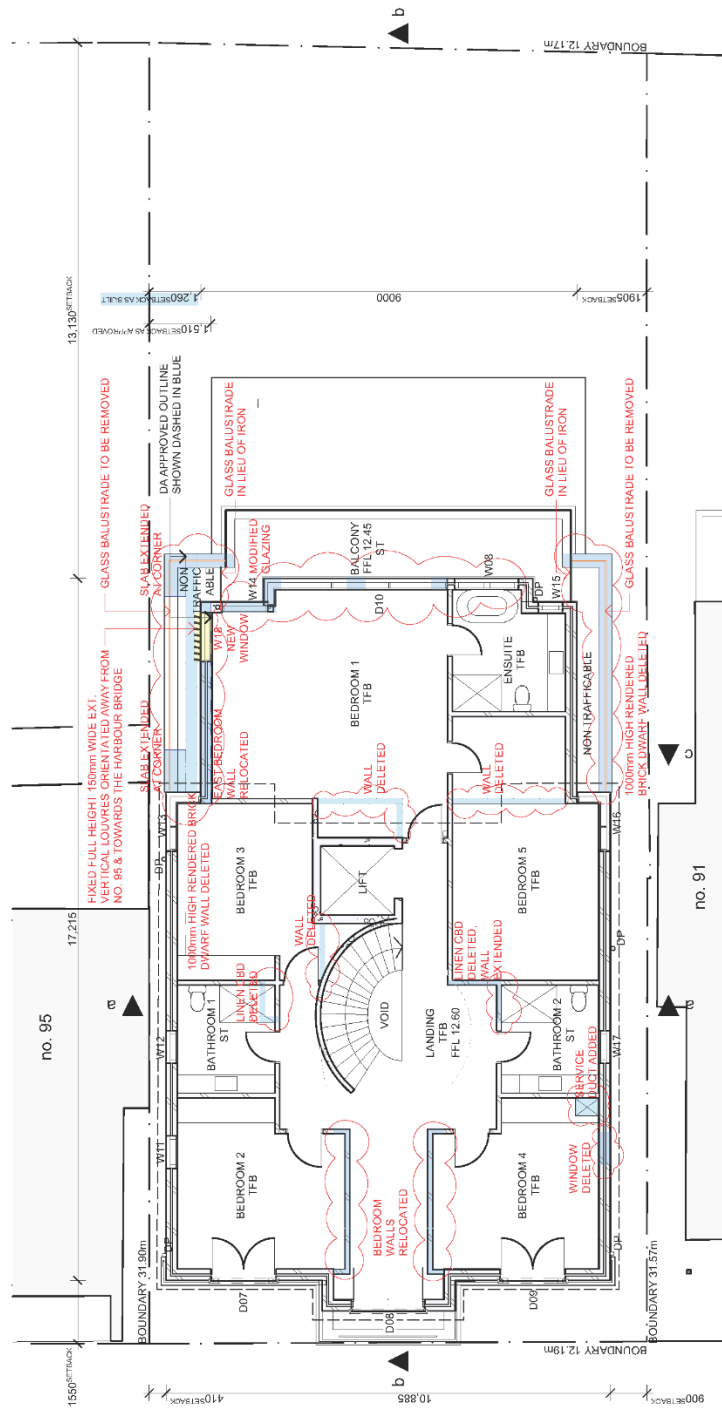 b
BOUNDARY 12.17m
13,130 SETBACK
1,260 SETBACK AS BUILT
9000
1905 SETBACK
1,510 SETBACK AS APPROVED
GLASS BALUSTRADE TO BE REMOVED
DA APPROVED OUTLINE
SHOWN DASHED IN BLUE
GLASS BALUSTRADE
IN LIEU OF IRON
GLASS BALUSTRADE
IN LIEU OF IRON
GLASS BALUSTRADE TO BE REMOVED
SLAB EXTENDED
AT CORNER
NON
TRAFFIC
ABLE
W14 MODIFIED
GLAZING
BALCONY
FFL 12.45
ST
W08
D10
DP
W15
FIXED FULL HEIGHT 150mm WIDE EXT.
VERTICAL LOUVRES ORIENTATED AWAY FROM
NO. 95 & TOWARDS THE HARBOUR BRIDGE
W18
NEW
WINDOW
BEDROOM 1
TFB
ENSUITE
TFB
NON-TRAFFICABLE
1000mm HIGH RENDERED
BRICK DWARF WALL DELETED
SLAB EXTENDED
AT CORNER
EAST BEDROOM
WALL
RELOCATED
WALL
DELETED
WALL
DELETED
c
17,215
W13
DP
1000mm HIGH RENDERED BRICK
DWARF WALL DELETED
BEDROOM 3
TFB
LIFT
BEDROOM 5
TFB
W16
DP
no. 91
no. 95
a
WALL
DELETED
LINEN CBD
DELETED,
WALL
EXTENDED
LINEN CBD
DELETED
VOID
a
W12
BATHROOM 1
ST
LANDING
TFB
FFL 12.60
BATHROOM 2
ST
W17
SERVICE
DUCT ADDED
W11
BEDROOM 2
TFB
BEDROOM
WALLS
RELOCATED
BEDROOM 4
TFB
WINDOW
DELETED
DP
DP
BOUNDARY 31.90m
D07
D08
D09
BOUNDARY 31.57m
1550 SETBACK
b
BOUNDARY 12.19m
410 SETBACK
10,885
900 SETBACK